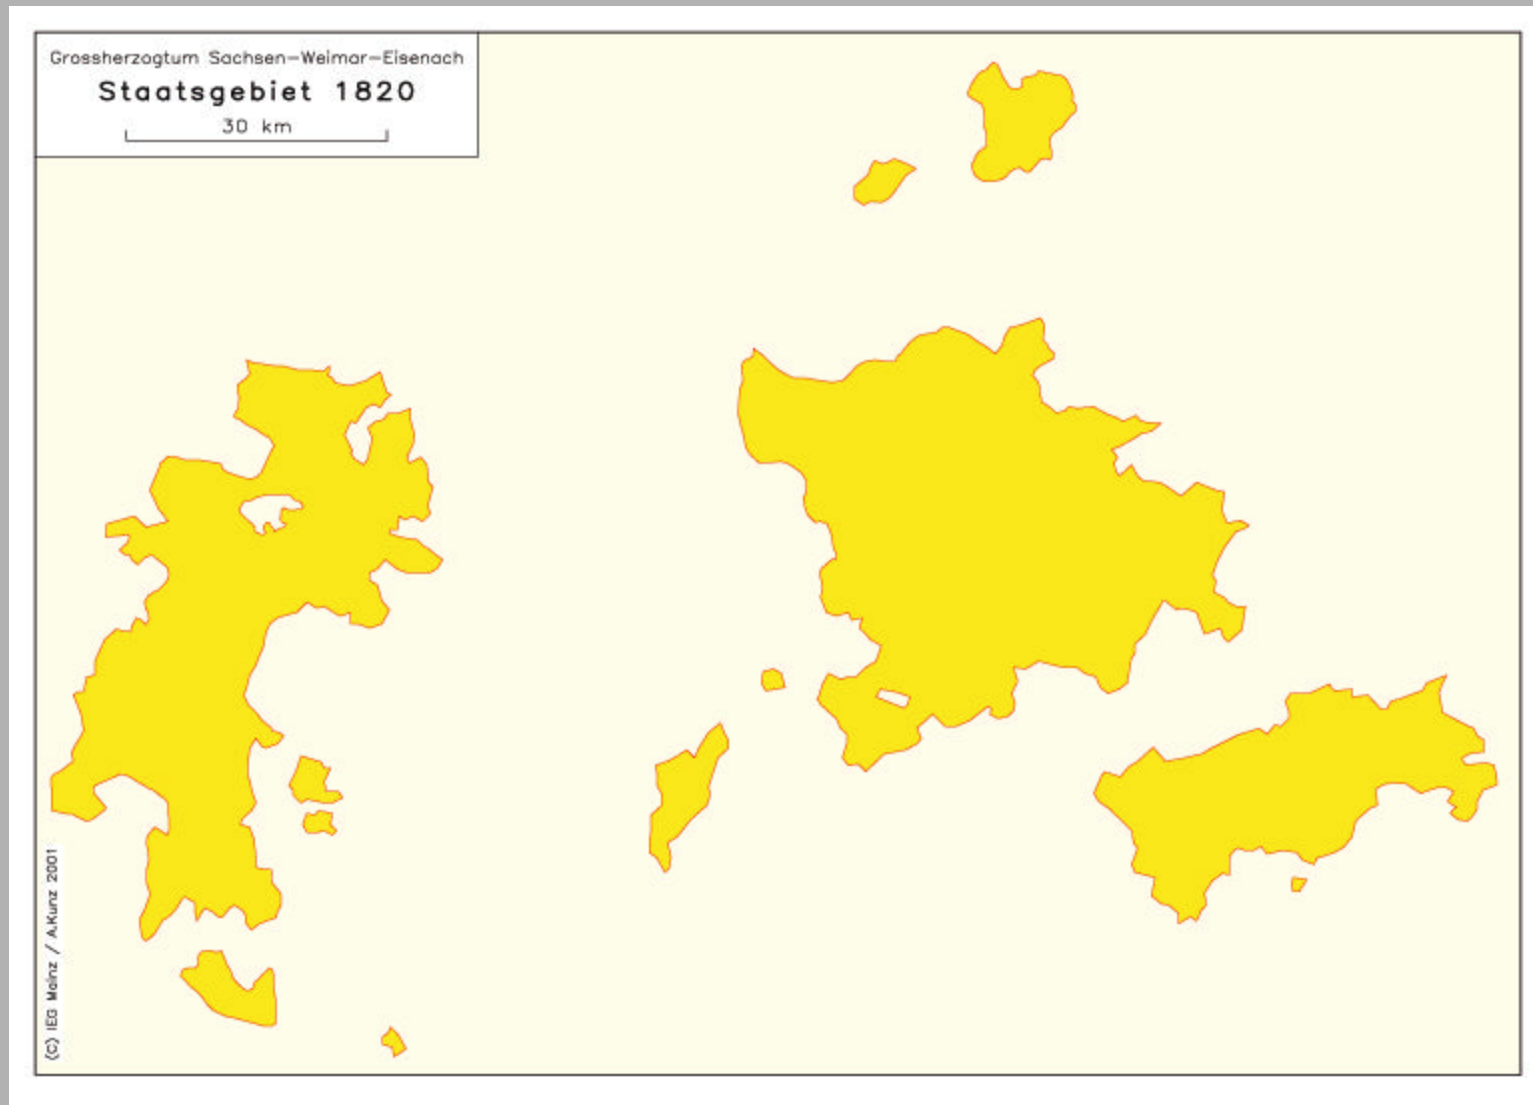 Grossherzogtum Sachsen-Weimar-Eisenach
Staatsgebiet 1820
30 km
(C) IEG Mainz / A.Kunz 2001